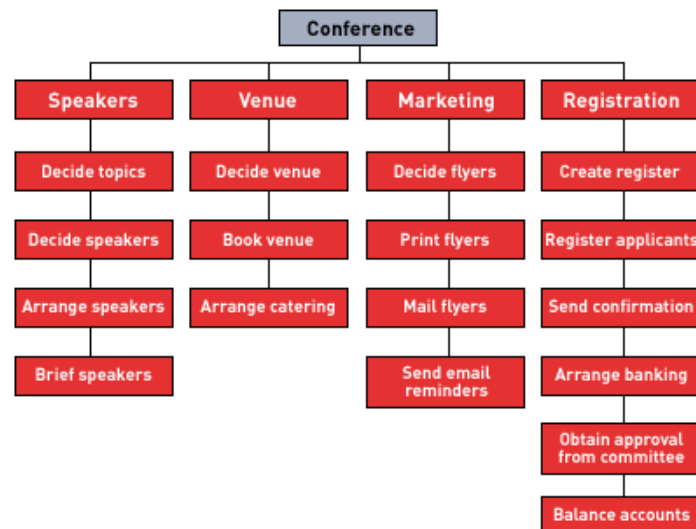 Conference
Speakers
Venue
Marketing
Registration
Decide topics
Decide venue
Decide flyers
Create register
Decide speakers
Book venue
Print flyers
Register applicants
Arrange speakers
Arrange catering
Mail flyers
Send confirmation
Brief speakers
Send email
reminders
Arrange banking
Obtain approval
from committee
Balance accounts